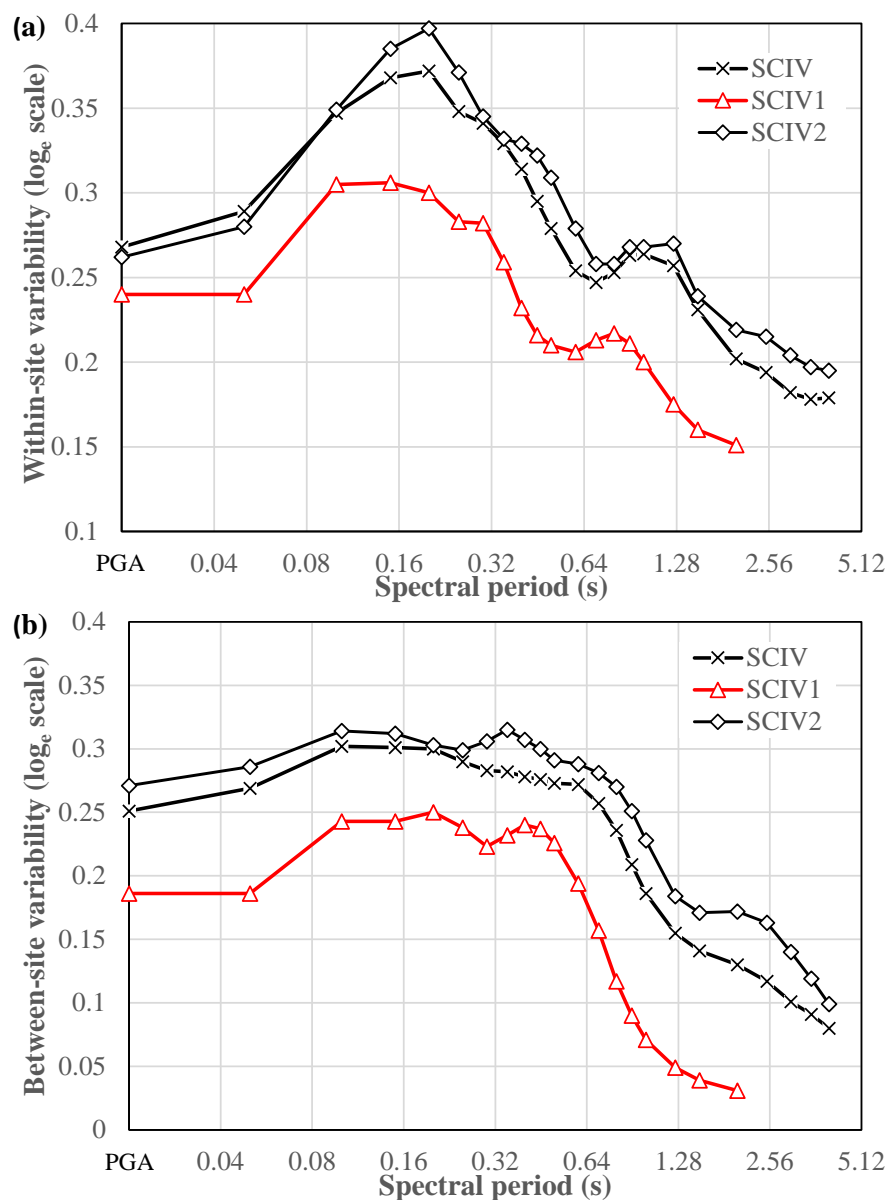 (a)
0.4
0.35
0.3
0.25
0.2
0.15
0.1
Within-site variability (logₑ scale)
SCIV
SCIV1
SCIV2
PGA 0.04 0.08 0.16 0.32 0.64 1.28 2.56 5.12
Spectral period (s)
(b)
0.4
0.35
0.3
0.25
0.2
0.15
0.1
0.05
0
Between-site variability (logₑ scale)
SCIV
SCIV1
SCIV2
PGA 0.04 0.08 0.16 0.32 0.64 1.28 2.56 5.12
Spectral period (s)